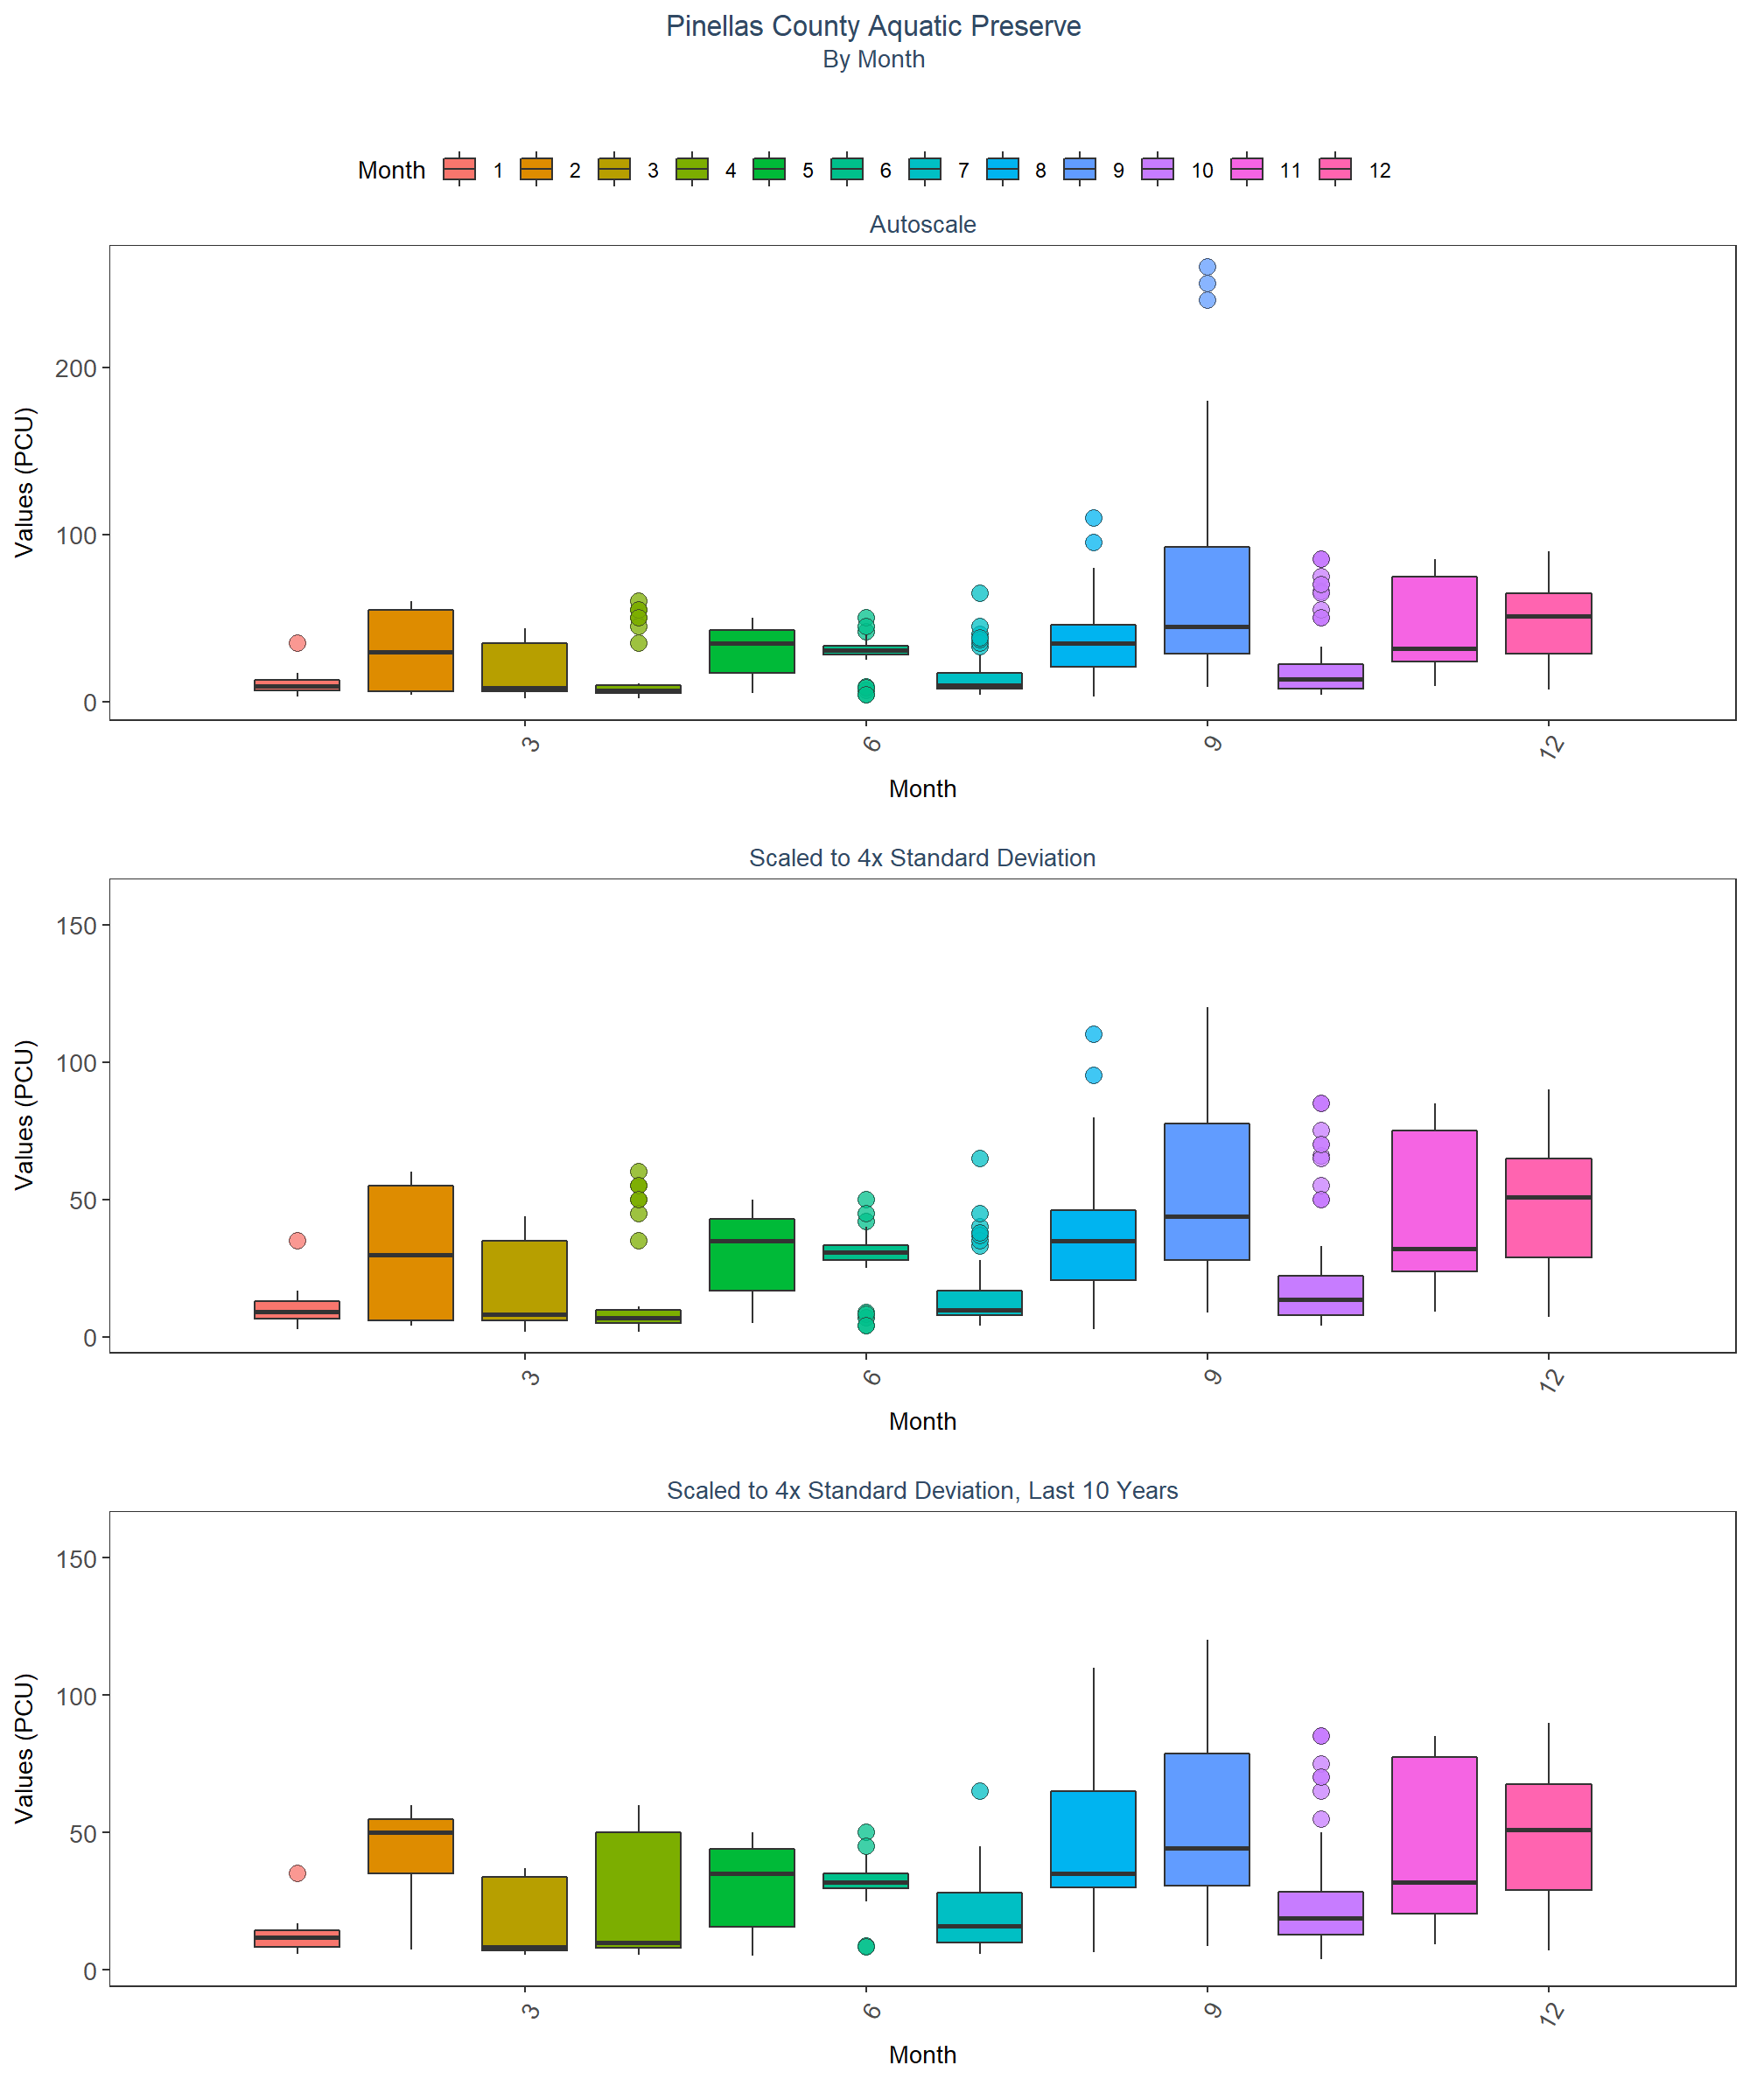 Pinellas County Aquatic Preserve
By Month
Month 1 2 3 4 5 6 7 8 9 10 11 12
Autoscale
Values (PCU)
200
100
0
3 6 9 12
Month
Scaled to 4x Standard Deviation
Values (PCU)
150
100
50
0
3 6 9 12
Month
Scaled to 4x Standard Deviation, Last 10 Years
Values (PCU)
150
100
50
0
3 6 9 12
Month